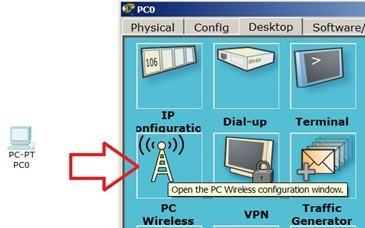 PC0
Physical Config Desktop Software/
106
IP
onfiguratio
Dial-up
Terminal
PC-PT
PC0
Open the PC Wireless configuration window.
PC
Wireless
VPN
Traffic
Generator